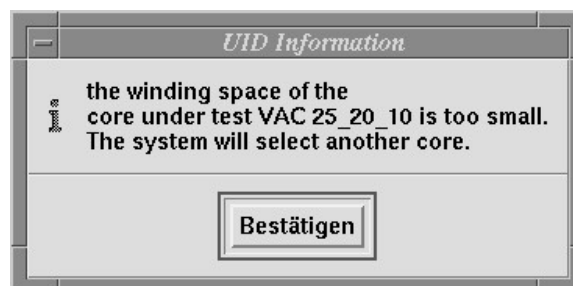 UID Information
the winding space of the
core under test VAC 25_20_10 is too small.
The system will select another core.
Bestätigen